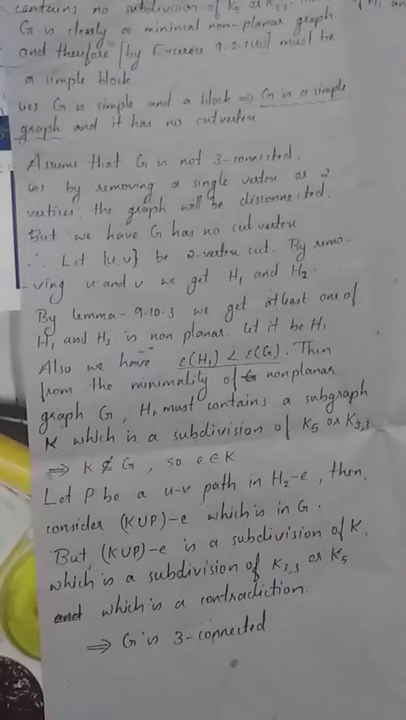 contains no subdivision of K5 or K3,3. H1 and
G is clearly a minimal non-planar graph
and therefore [by Exercise 9.2.1(b)] must be
a simple block.
ies G is simple and a block ⇒ G is a simple
graph and it has no cut vertex
Assume that G is not 3-connected.
ies by removing a single vertex or 2
vertices, the graph will be disconnected.
But we have G has no cut vertex
∴ Let {u,v} be 2-vertex cut. By remo-
-ving u and v we get H1 and H2.
By lemma-9.10.3 we get atleast one of
H1 and H2 is non planar. Let it be H1
Also we have ε(H1) < ε(G). Then
from the minimality of nonplanar
graph G, H1 must contains a subgraph
K which is a subdivision of K5 or K3,3
⇒ K ⊄ G, so e ∈ K
Let P be a u-v path in H2-e, then,
consider (KUP)-e which is in G.
But (KUP)-e is a subdivision of K,
which is a subdivision of K3,3 or K5
which is a contradiction.
⇒ G is 3-connected